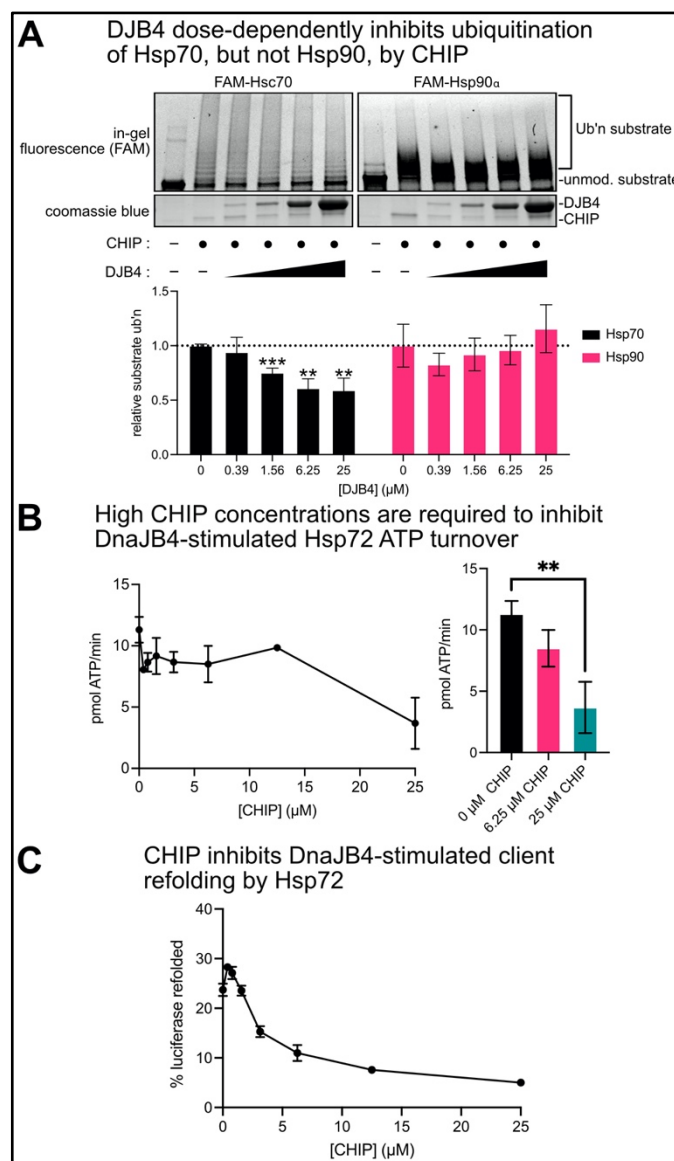 A DJB4 dose-dependently inhibits ubiquitination
of Hsp70, but not Hsp90, by CHIP
FAM-Hsc70 FAM-Hsp90α
in-gel
fluorescence (FAM)
Ub'n substrate
-unmod. substrate
coomassie blue
-DJB4
-CHIP
CHIP : – • • • • • – • • • • •
DJB4 : – – – –
relative substrate ub'n
1.5
1.0
0.5
0.0
*** ** **
Hsp70
Hsp90
0 0.39 1.56 6.25 25 0 0.39 1.56 6.25 25
[DJB4] (µM)
B High CHIP concentrations are required to inhibit
DnaJB4-stimulated Hsp72 ATP turnover
pmol ATP/min
15
10
5
0
0 5 10 15 20 25
[CHIP] (µM)
**
pmol ATP/min
15
10
5
0
0 µM CHIP
6.25 µM CHIP
25 µM CHIP
C CHIP inhibits DnaJB4-stimulated client
refolding by Hsp72
% luciferase refolded
40
30
20
10
0
0 5 10 15 20 25
[CHIP] (µM)